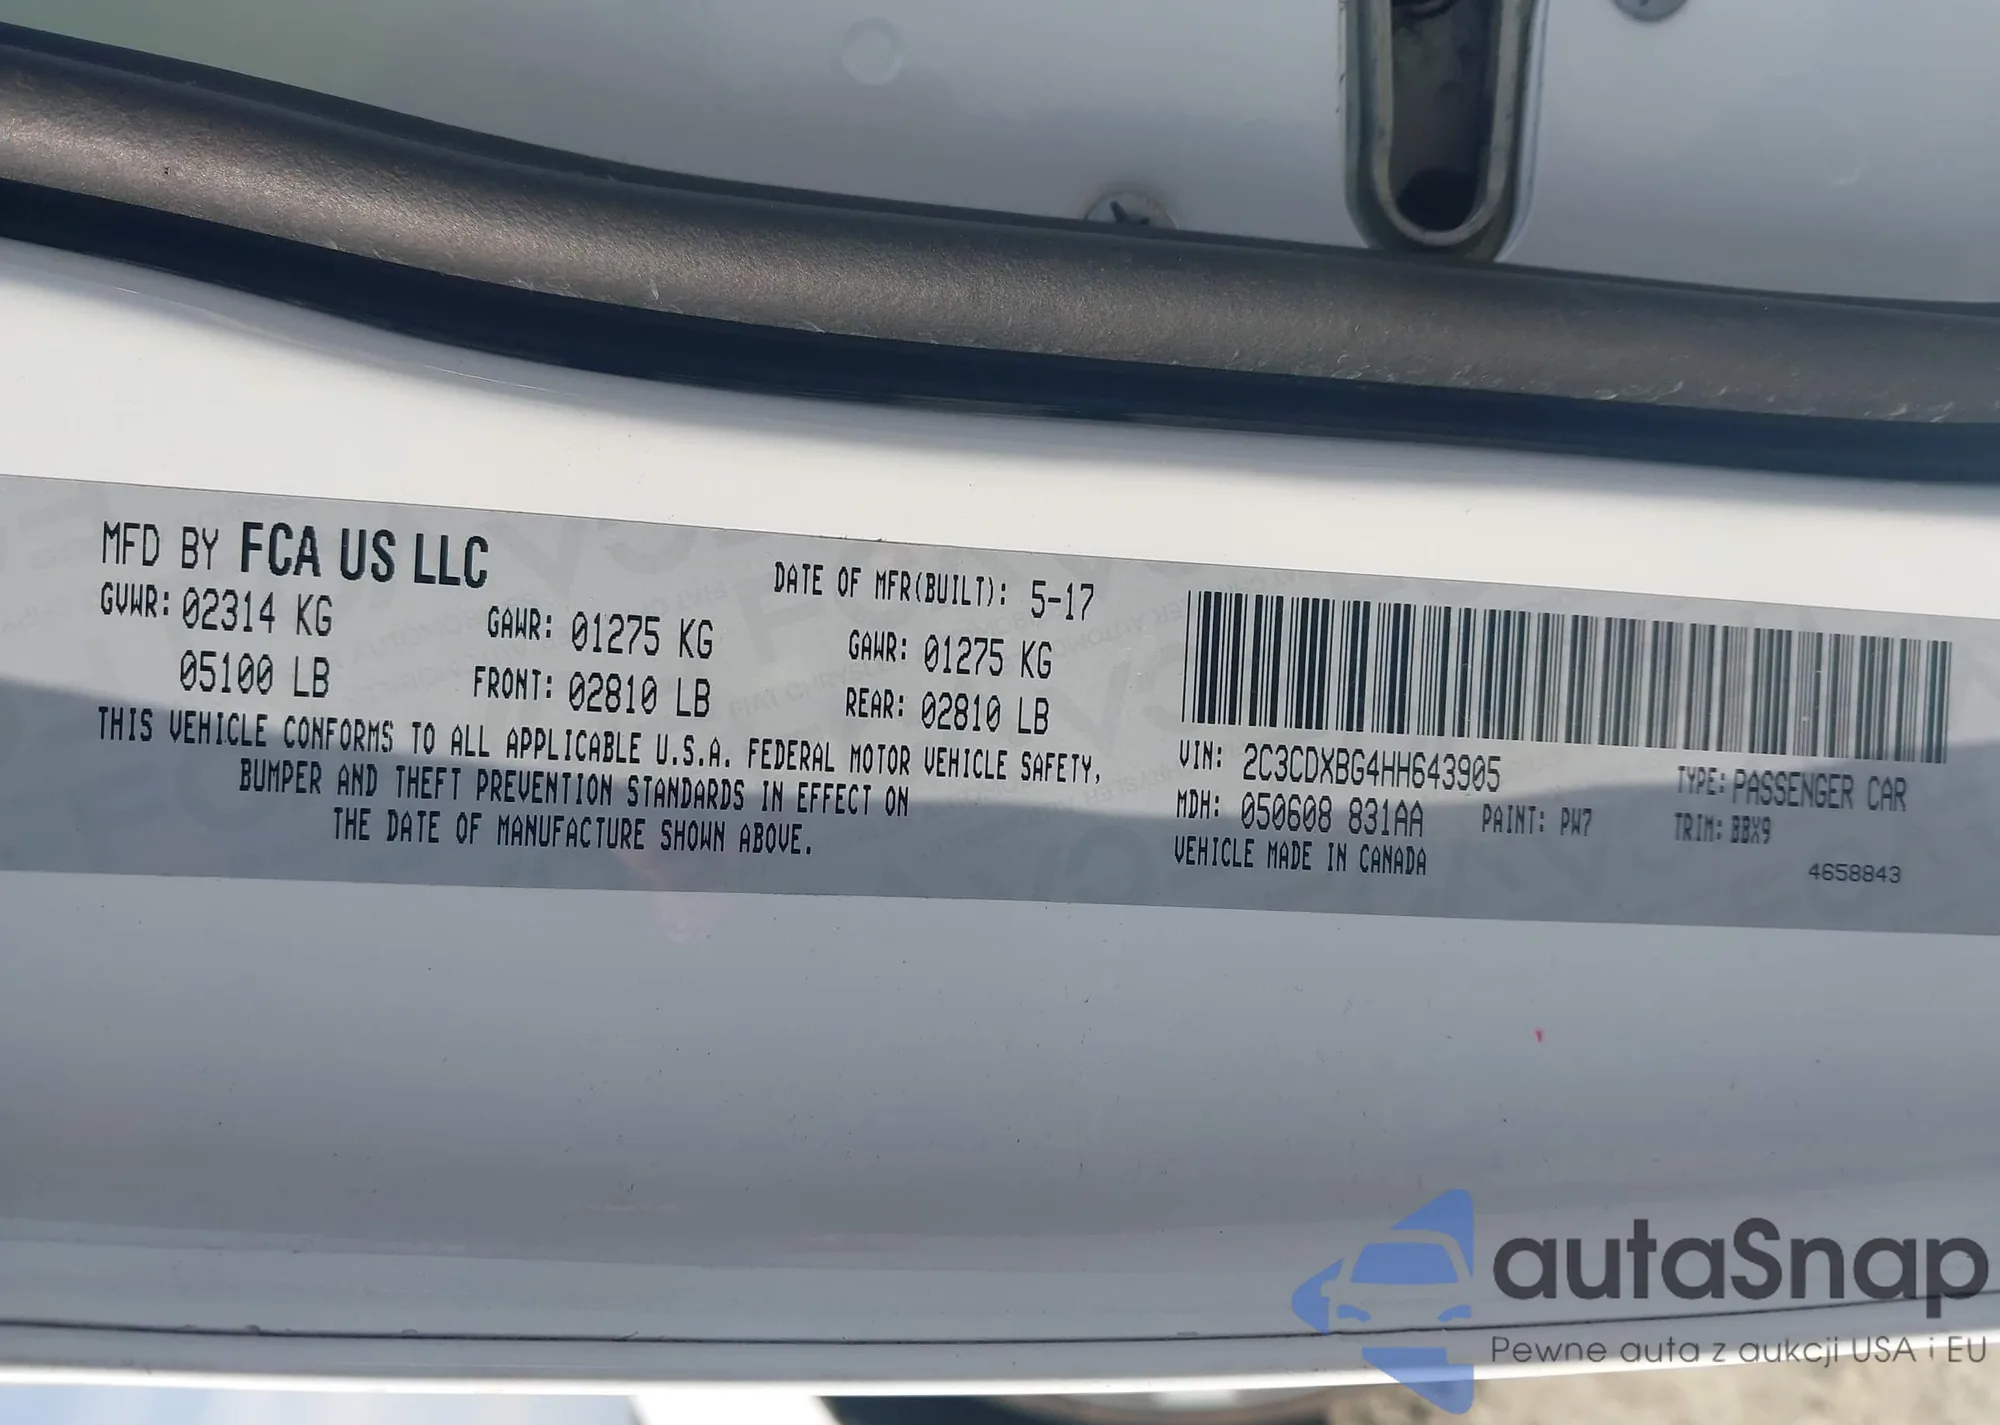 MFD BY FCA US LLC
DATE OF MFR(BUILT): 5-17
GVWR: 02314 KG GAWR: 01275 KG GAWR: 01275 KG
05100 LB FRONT: 02810 LB REAR: 02810 LB
THIS VEHICLE CONFORMS TO ALL APPLICABLE U.S.A. FEDERAL MOTOR VEHICLE SAFETY,
BUMPER AND THEFT PREVENTION STANDARDS IN EFFECT ON
THE DATE OF MANUFACTURE SHOWN ABOVE.
VIN: 2C3CDXBG4HH643905 TYPE: PASSENGER CAR
MDH: 050608 831AA PAINT: PW7 TRIM: BBX9
VEHICLE MADE IN CANADA 4658843
autaSnap
Pewne auta z aukcji USA i EU